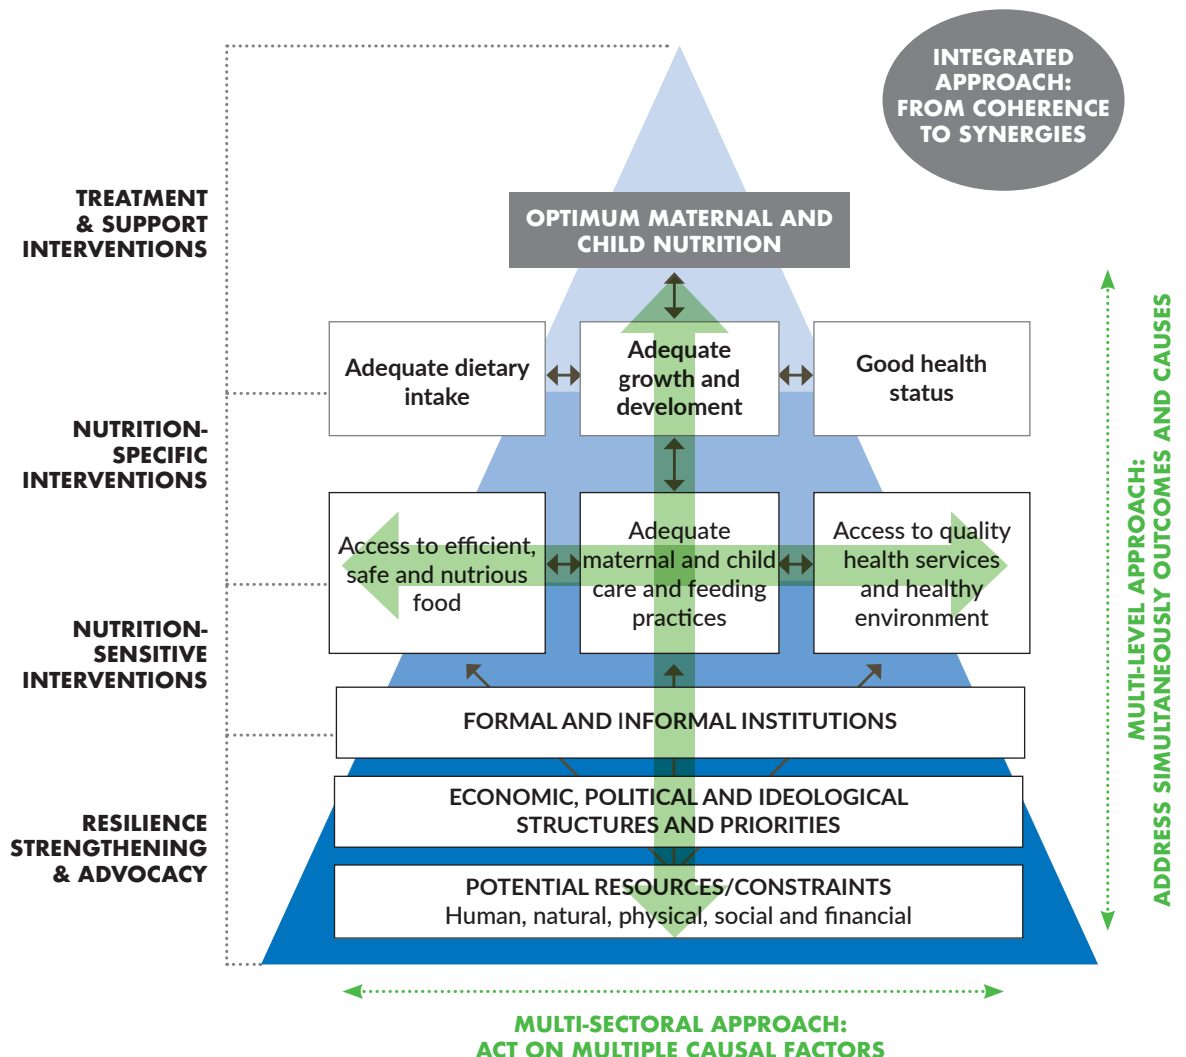 INTEGRATED
APPROACH:
FROM COHERENCE
TO SYNERGIES
TREATMENT
& SUPPORT
INTERVENTIONS
OPTIMUM MATERNAL AND
CHILD NUTRITION
Adequate dietary
intake
Adequate
growth and
develoment
Good health
status
NUTRITION-
SPECIFIC
INTERVENTIONS
Access to efficient,
safe and nutrious
food
Adequate
maternal and child
care and feeding
practices
Access to quality
health services
and healthy
environment
NUTRITION-
SENSITIVE
INTERVENTIONS
FORMAL AND INFORMAL INSTITUTIONS
ECONOMIC, POLITICAL AND IDEOLOGICAL
STRUCTURES AND PRIORITIES
RESILIENCE
STRENGTHENING
& ADVOCACY
POTENTIAL RESOURCES/CONSTRAINTS
Human, natural, physical, social and financial
MULTI-LEVEL APPROACH:
ADDRESS SIMULTANEOUSLY OUTCOMES AND CAUSES
MULTI-SECTORAL APPROACH:
ACT ON MULTIPLE CAUSAL FACTORS